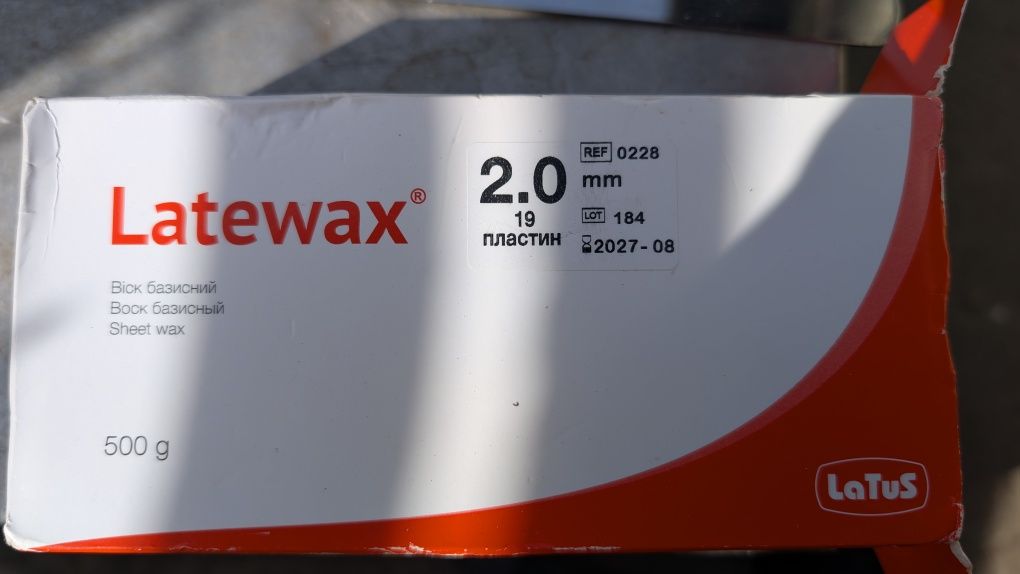 Latewax®
Віск базисний
Воск базисный
Sheet wax
500 g
2.0 mm
19
пластин
REF 0228
LOT 184
2027-08
LaTuS